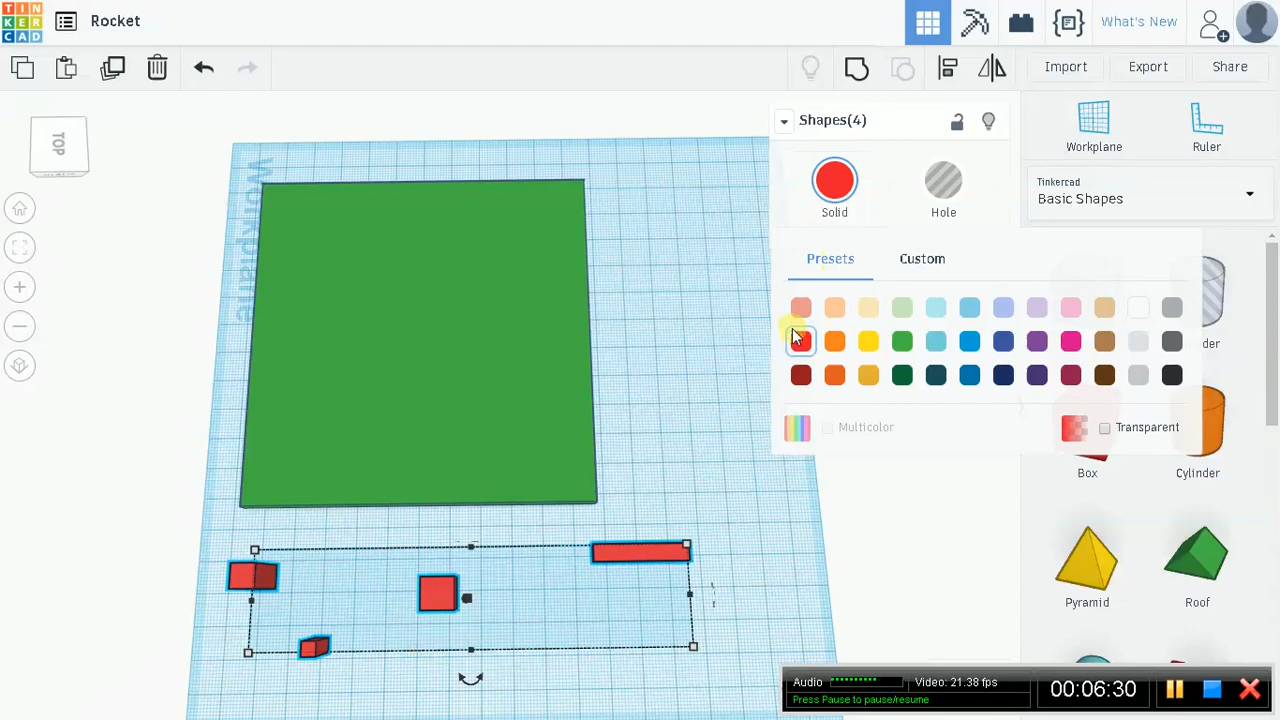 TIN
KER
CAD
Rocket
What's New
Import
Export
Share
TOP
Workplane
Shapes(4)
Solid
Hole
Workplane
Ruler
Tinkercad
Basic Shapes
Presets
Custom
Multicolor
Transparent
Box
Cylinder
Pyramid
Roof
Audio
Video: 21.38 fps
Press Pause to pause/resume
00:06:30